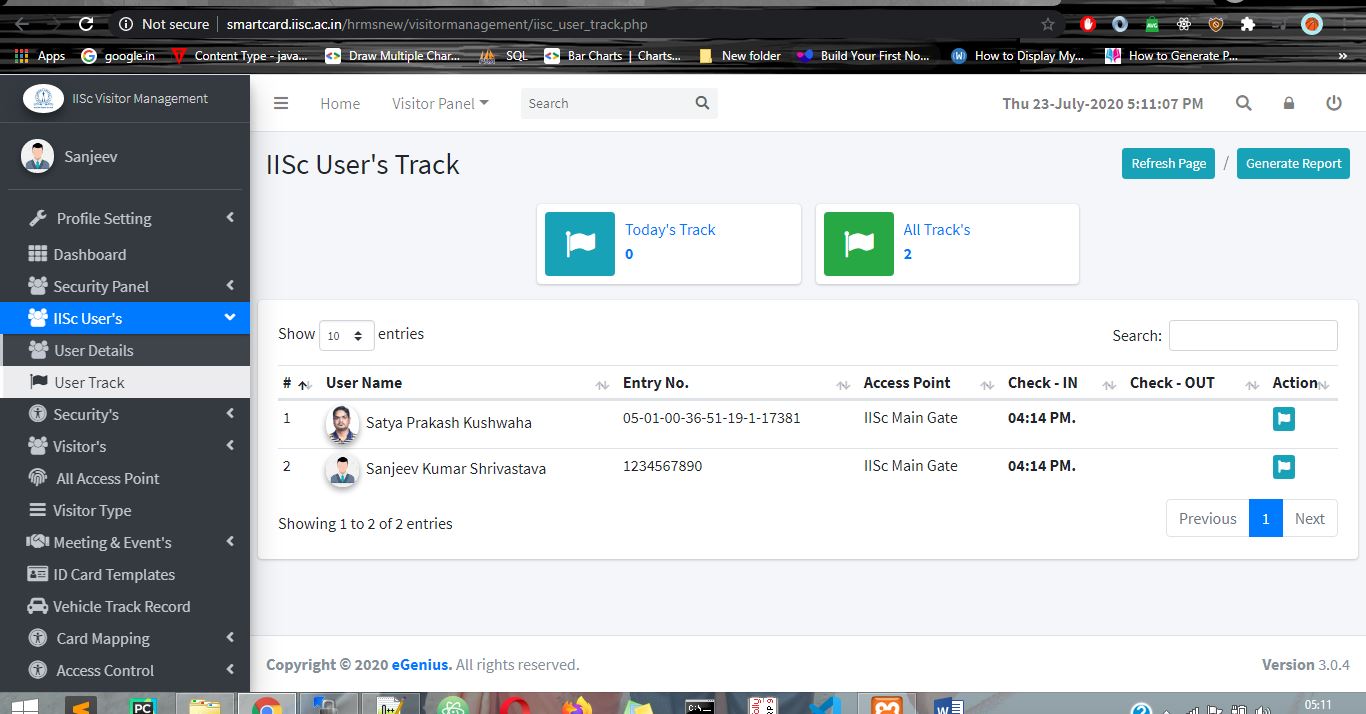 Not secure | smartcard.iisc.ac.in/hrmsnew/visitormanagement/iisc_user_track.php
Apps google.in Content Type - java... Draw Multiple Char... SQL Bar Charts | Charts... New folder Build Your First No... How to Display My... How to Generate P... »
IISc Visitor Management
Home Visitor Panel Search Thu 23-July-2020 5:11:07 PM
Sanjeev
IISc User's Track
Refresh Page / Generate Report
Profile Setting
Dashboard
Security Panel
IISc User's
User Details
User Track
Security's
Visitor's
All Access Point
Visitor Type
Meeting & Event's
ID Card Templates
Vehicle Track Record
Card Mapping
Access Control
Today's Track
0
All Track's
2
Show 10 entries
Search:
# User Name Entry No. Access Point Check - IN Check - OUT Action
1 Satya Prakash Kushwaha 05-01-00-36-51-19-1-17381 IISc Main Gate 04:14 PM.
2 Sanjeev Kumar Shrivastava 1234567890 IISc Main Gate 04:14 PM.
Showing 1 to 2 of 2 entries
Previous 1 Next
Copyright © 2020 eGenius. All rights reserved.
Version 3.0.4
PC
05:11